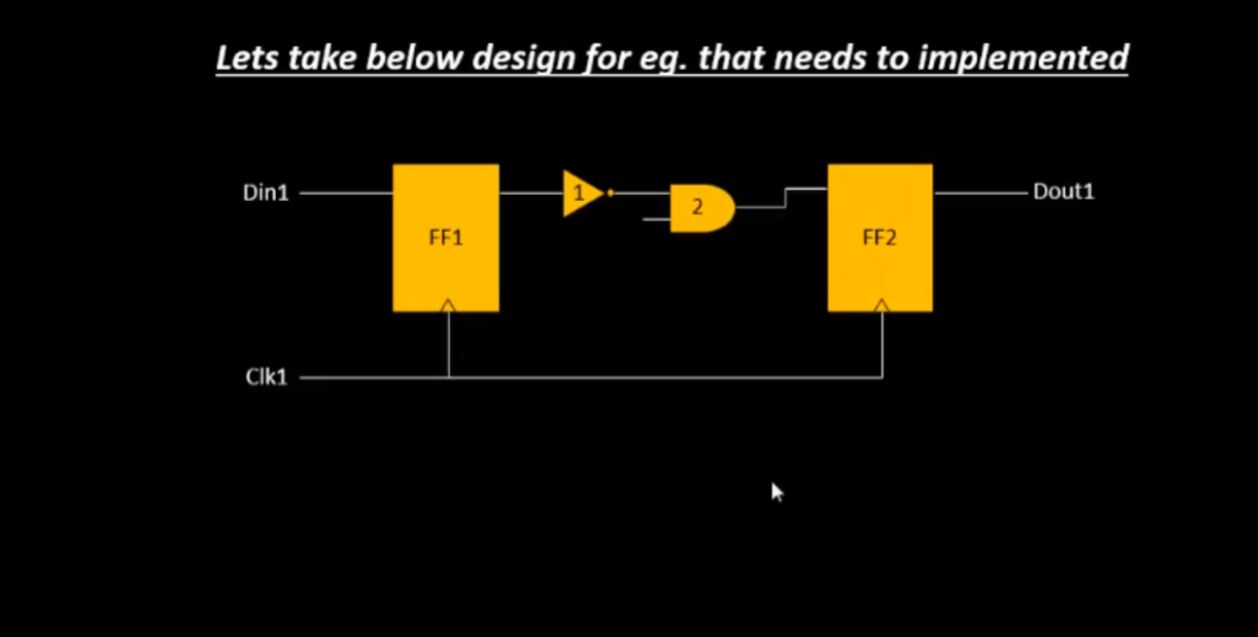 Lets take below design for eg. that needs to implemented
Din1
1
2
Dout1
FF1
FF2
Clk1